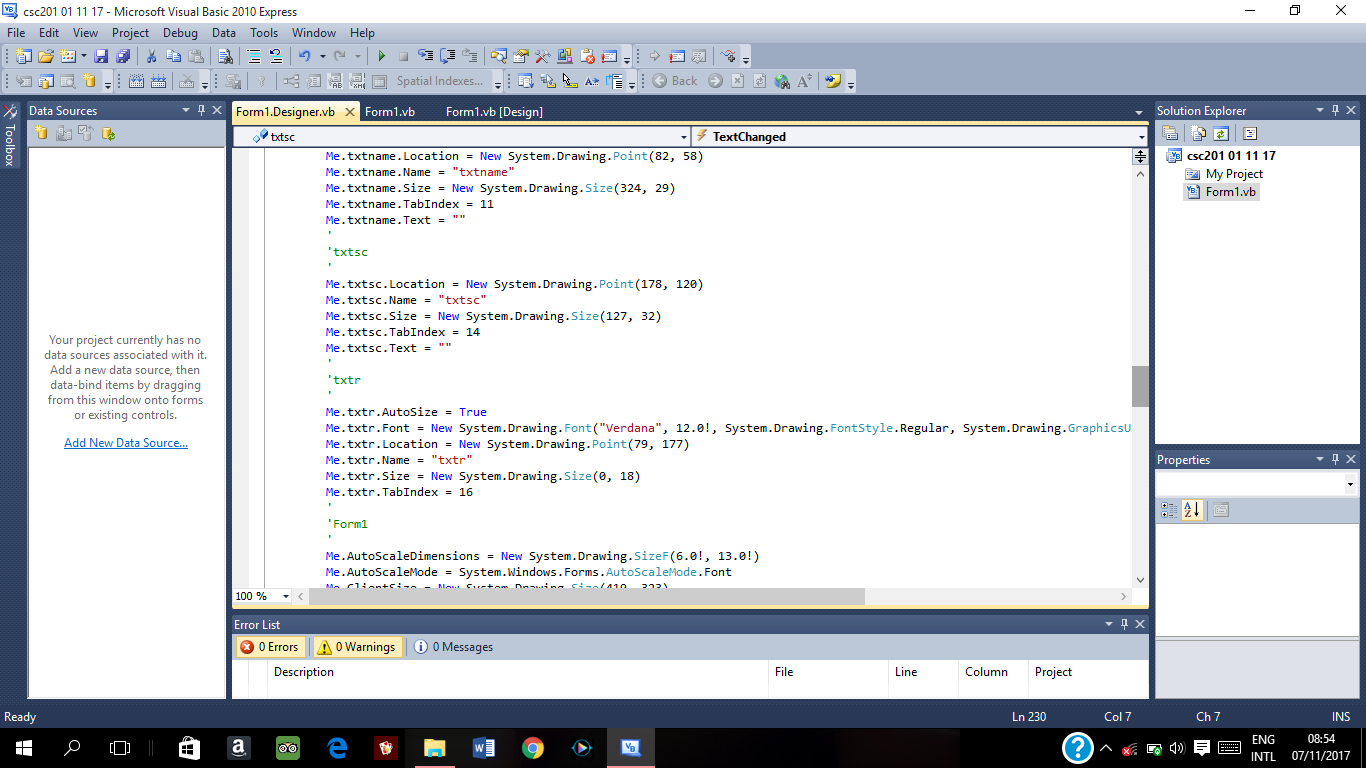 csc201 01 11 17 - Microsoft Visual Basic 2010 Express
File Edit View Project Debug Data Tools Window Help
Spatial Indexes...
Back
Toolbox
Data Sources
Your project currently has no
data sources associated with it.
Add a new data source, then
data-bind items by dragging
from this window onto forms
or existing controls.
Add New Data Source...
Form1.Designer.vb Form1.vb Form1.vb [Design]
txtsc TextChanged
Me.txtname.Location = New System.Drawing.Point(82, 58)
Me.txtname.Name = "txtname"
Me.txtname.Size = New System.Drawing.Size(324, 29)
Me.txtname.TabIndex = 11
Me.txtname.Text = ""
'
'txtsc
'
Me.txtsc.Location = New System.Drawing.Point(178, 120)
Me.txtsc.Name = "txtsc"
Me.txtsc.Size = New System.Drawing.Size(127, 32)
Me.txtsc.TabIndex = 14
Me.txtsc.Text = ""
'
'txtr
'
Me.txtr.AutoSize = True
Me.txtr.Font = New System.Drawing.Font("Verdana", 12.0!, System.Drawing.FontStyle.Regular, System.Drawing.GraphicsU
Me.txtr.Location = New System.Drawing.Point(79, 177)
Me.txtr.Name = "txtr"
Me.txtr.Size = New System.Drawing.Size(0, 18)
Me.txtr.TabIndex = 16
'
'Form1
'
Me.AutoScaleDimensions = New System.Drawing.SizeF(6.0!, 13.0!)
Me.AutoScaleMode = System.Windows.Forms.AutoScaleMode.Font
Me.ClientSize = New System.Drawing.Size(419, 323)
100 %
Error List
0 Errors 0 Warnings 0 Messages
Description File Line Column Project
Solution Explorer
csc201 01 11 17
My Project
Form1.vb
Properties
Ready Ln 230 Col 7 Ch 7 INS
ENG
INTL
08:54
07/11/2017